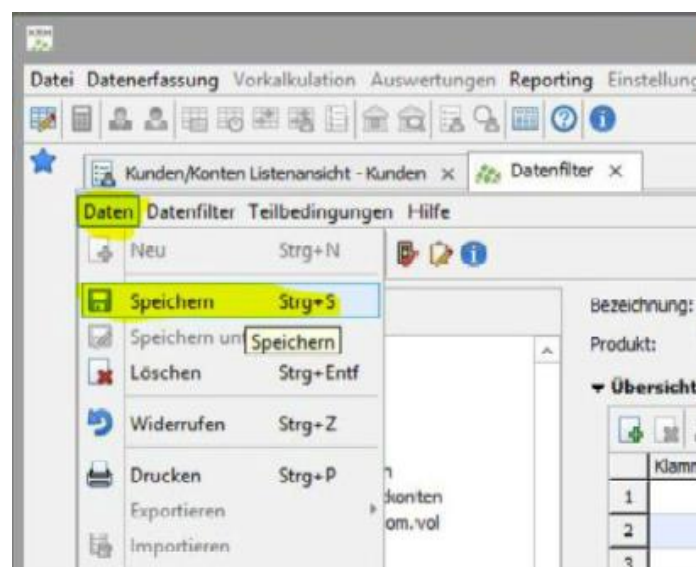 KRM
Datei Datenerfassung Vorkalkulation Auswertungen Reporting Einstellung
Kunden/Konten Listenansicht - Kunden × Datenfilter ×
Daten Datenfilter Teilbedingungen Hilfe
Neu Strg+N
Speichern Strg+S
Bezeichnung:
Speichern unt Speichern
Produkt:
Löschen Strg+Entf
Übersicht
Widerrufen Strg+Z
Drucken Strg+P
Klamm
Exportieren
dkonten
1
om.vol
2
Importieren
3